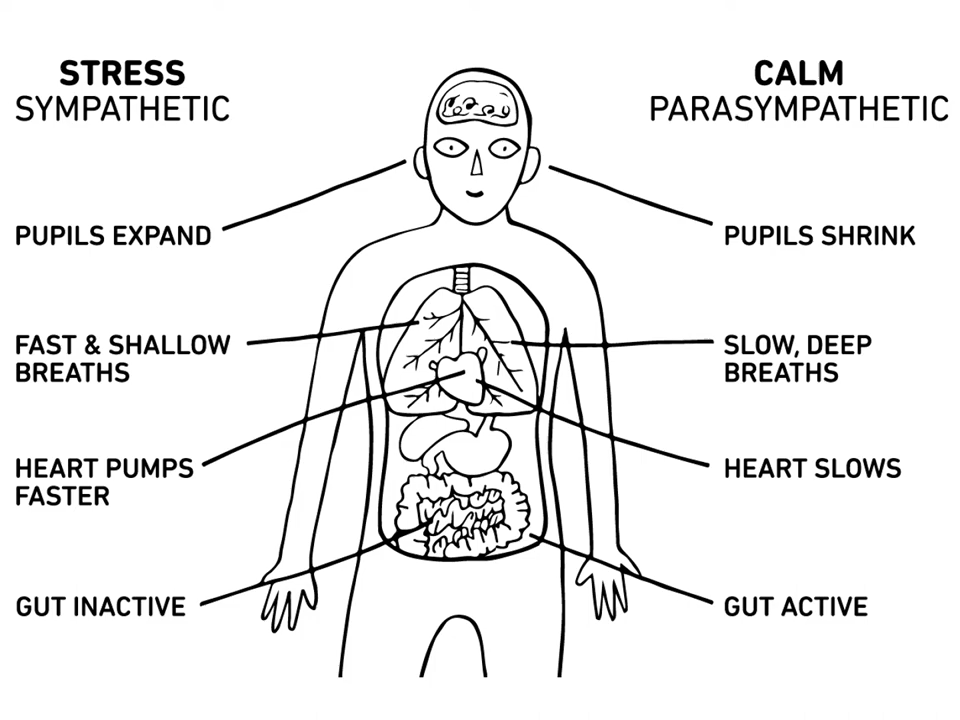 STRESS
SYMPATHETIC
CALM
PARASYMPATHETIC
PUPILS EXPAND
PUPILS SHRINK
FAST & SHALLOW
BREATHS
SLOW, DEEP
BREATHS
HEART PUMPS
FASTER
HEART SLOWS
GUT INACTIVE
GUT ACTIVE